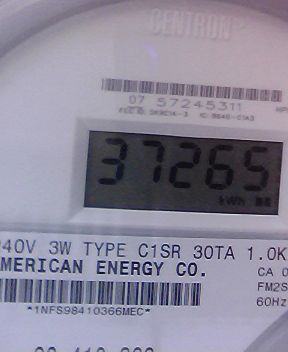 CENTRON
07 57245311
37265
kWh
240V 3W TYPE C1SR 30TA 1.0K
AMERICAN ENERGY CO.
CA 0
FM2S
60Hz
*1NFS98410366MEC*